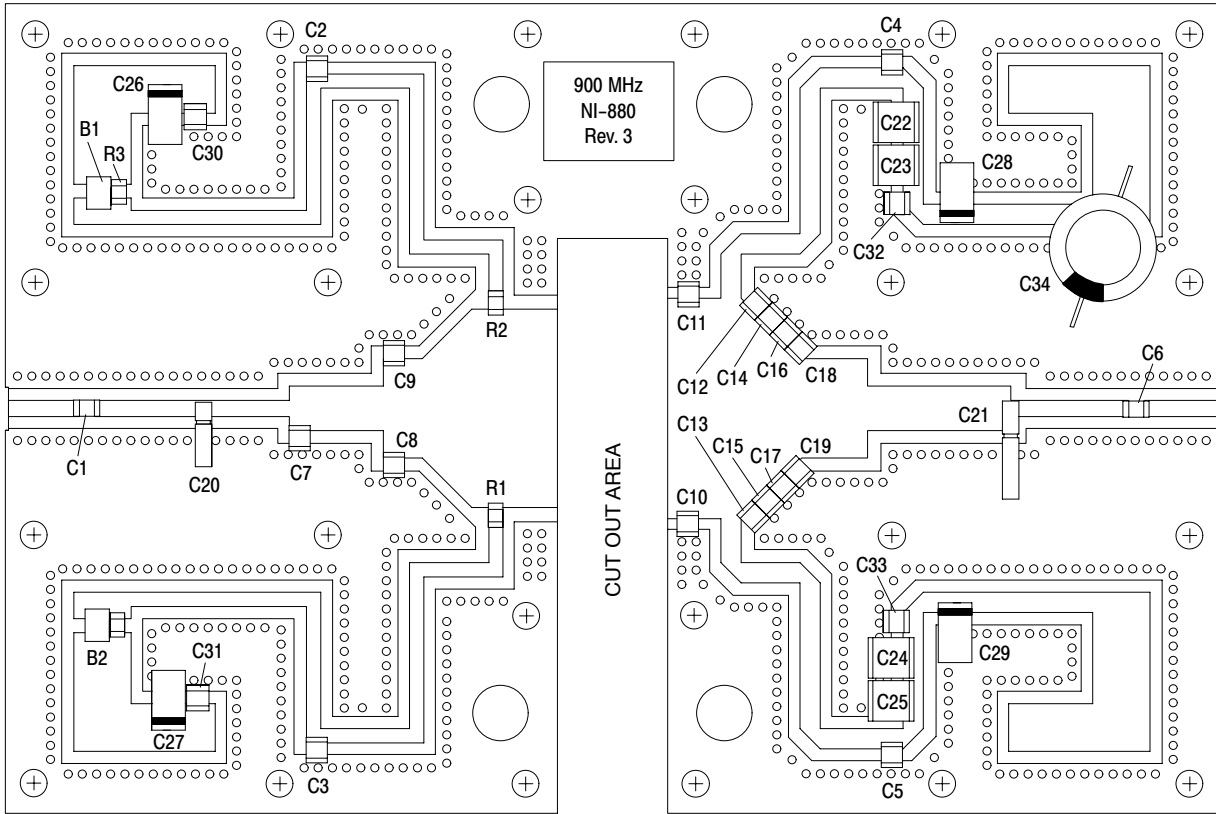 C2
C4
C26
900 MHz
NI-880
Rev. 3
C22
B1
R3
C30
C23
C28
C32
C34
R2
C11
C9
C12
C14
C16
C18
C6
C13
C21
C1
C8
C15
C17
C19
C20
C7
R1
C10
CUT OUT AREA
C33
B2
C31
C24
C29
C25
C27
C3
C5